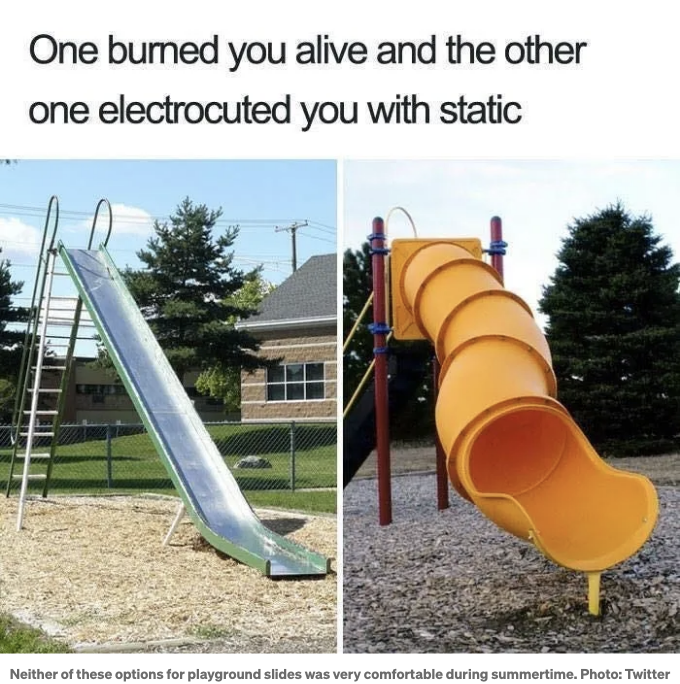 One burned you alive and the other
one electrocuted you with static
Neither of these options for playground slides was very comfortable during summertime. Photo: Twitter